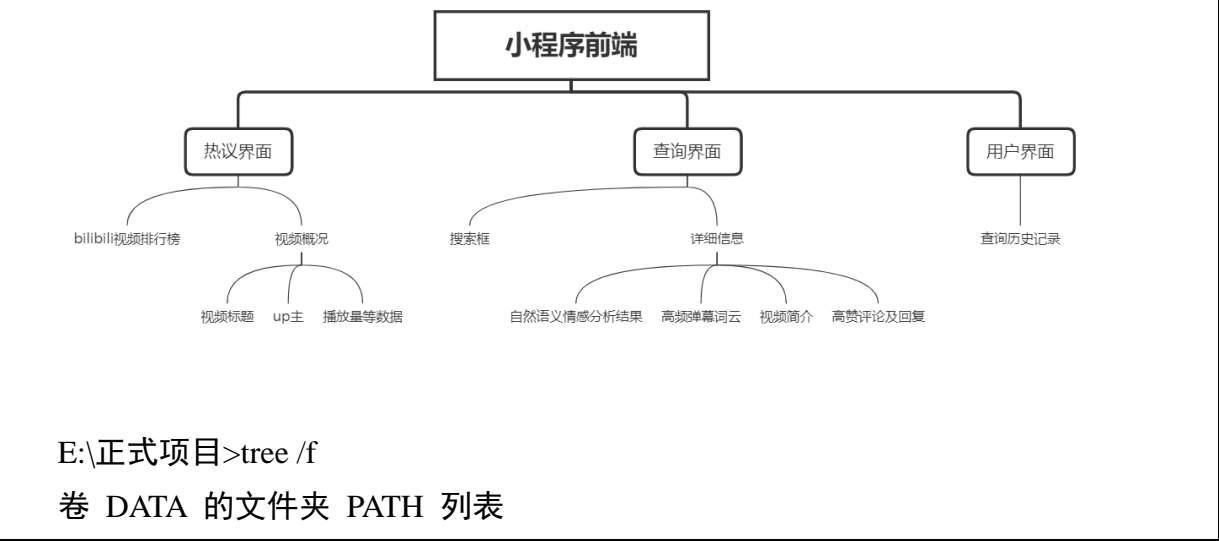 小程序前端
热议界面 查询界面 用户界面
bilibili视频排行榜 视频概况 搜索框 详细信息 查询历史记录
视频标题 up主 播放量等数据 自然语义情感分析结果 高频弹幕词云 视频简介 高赞评论及回复
E:\正式项目>tree /f
卷 DATA 的文件夹 PATH 列表